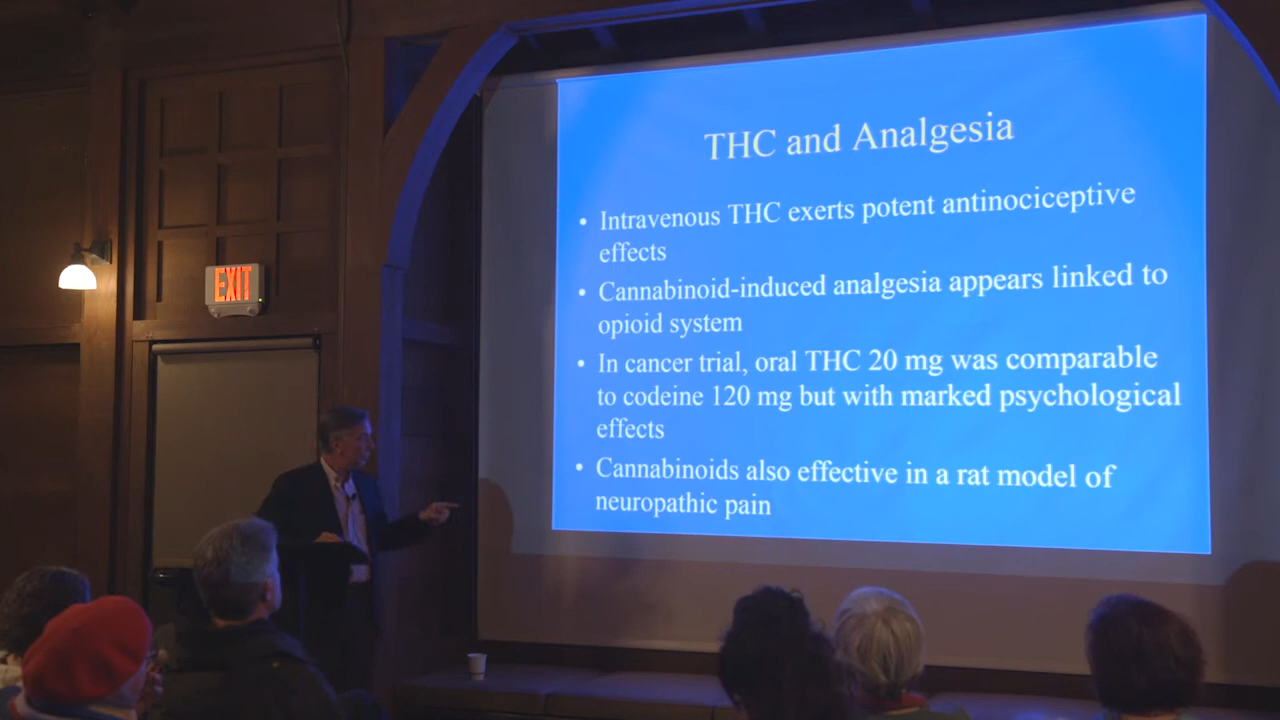 THC and Analgesia
• Intravenous THC exerts potent antinociceptive
effects
• Cannabinoid-induced analgesia appears linked to
opioid system
• In cancer trial, oral THC 20 mg was comparable
to codeine 120 mg but with marked psychological
effects
• Cannabinoids also effective in a rat model of
neuropathic pain
EXIT